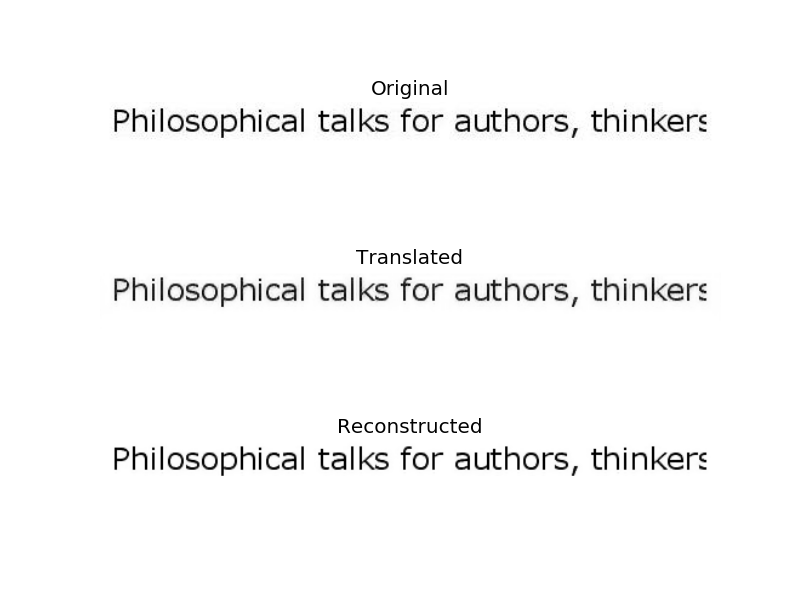 Original
Philosophical talks for authors, thinkers
Translated
Philosophical talks for authors, thinkers
Reconstructed
Philosophical talks for authors, thinkers